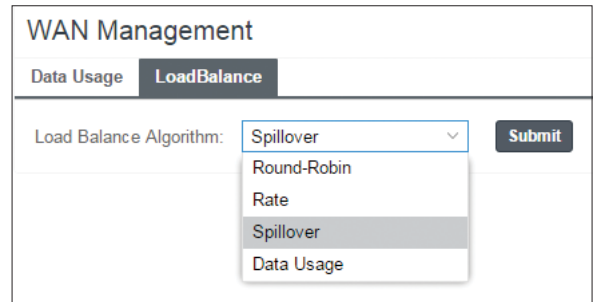 WAN Management
Data Usage LoadBalance
Load Balance Algorithm: Spillover Submit
Round-Robin
Rate
Spillover
Data Usage